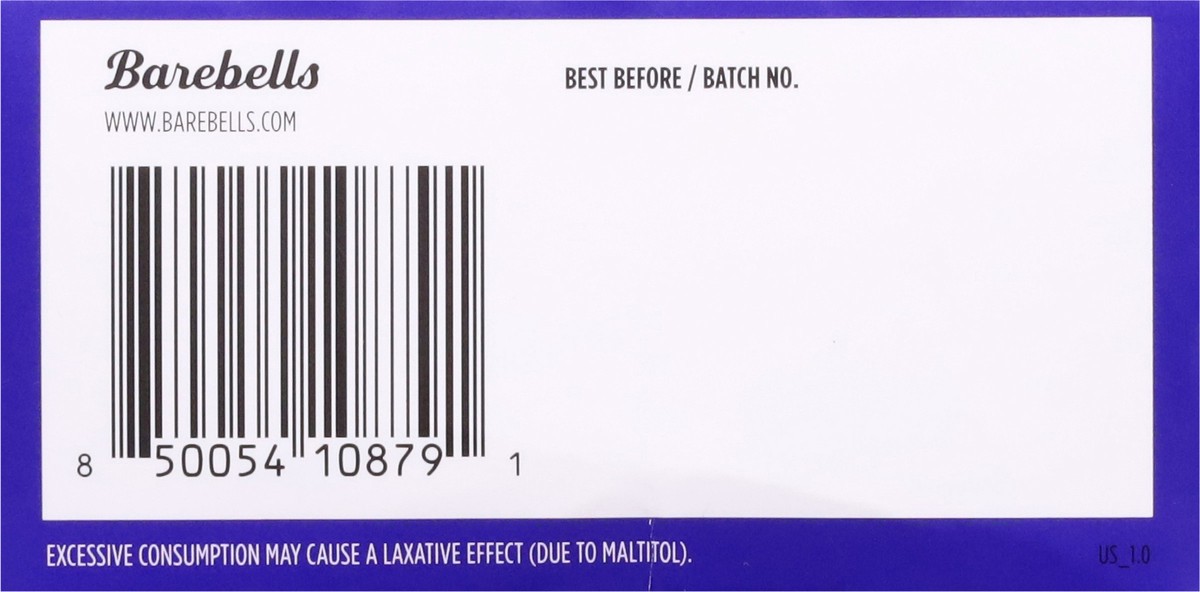 Barebells
WWW.BAREBELLS.COM
BEST BEFORE / BATCH NO.
8 50054 10879 1
EXCESSIVE CONSUMPTION MAY CAUSE A LAXATIVE EFFECT (DUE TO MALTITOL).
US_1.0